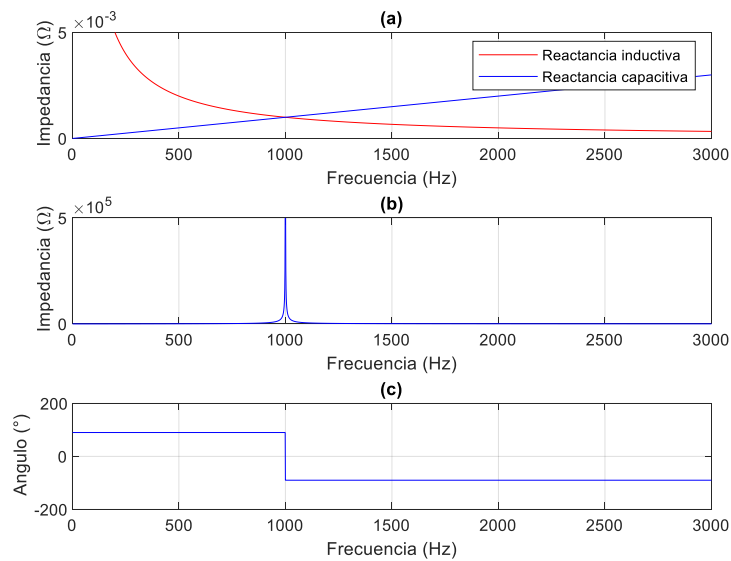 (a)
×10⁻³
5
0
Impedancia (Ω)
Reactancia inductiva
Reactancia capacitiva
0 500 1000 1500 2000 2500 3000
Frecuencia (Hz)
(b)
×10⁵
5
0
Impedancia (Ω)
0 500 1000 1500 2000 2500 3000
Frecuencia (Hz)
(c)
200
0
-200
Angulo (°)
0 500 1000 1500 2000 2500 3000
Frecuencia (Hz)